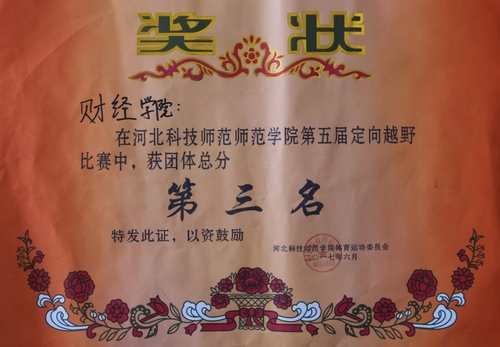 奖状
财经学院：
在河北科技师范师范学院第五届定向越野
比赛中，获团体总分
第三名
特发此证，以资鼓励
河北科技师范学院体育运动委员会
二〇一七年六月